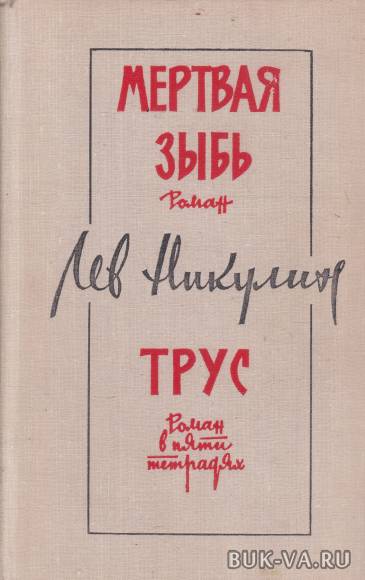 МЕРТВАЯ
ЗЫБЬ
Роман
Лев Никулин
ТРУС
Роман
в пяти
тетрадях
BUK-VA.RU